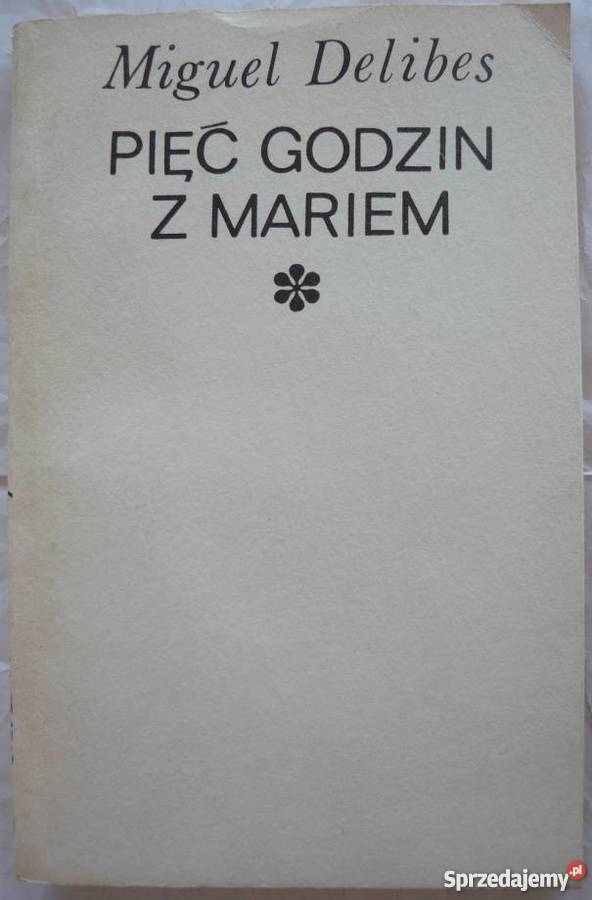 Miguel Delibes
PIĘĆ GODZIN
Z MARIEM
Sprzedajemy.pl